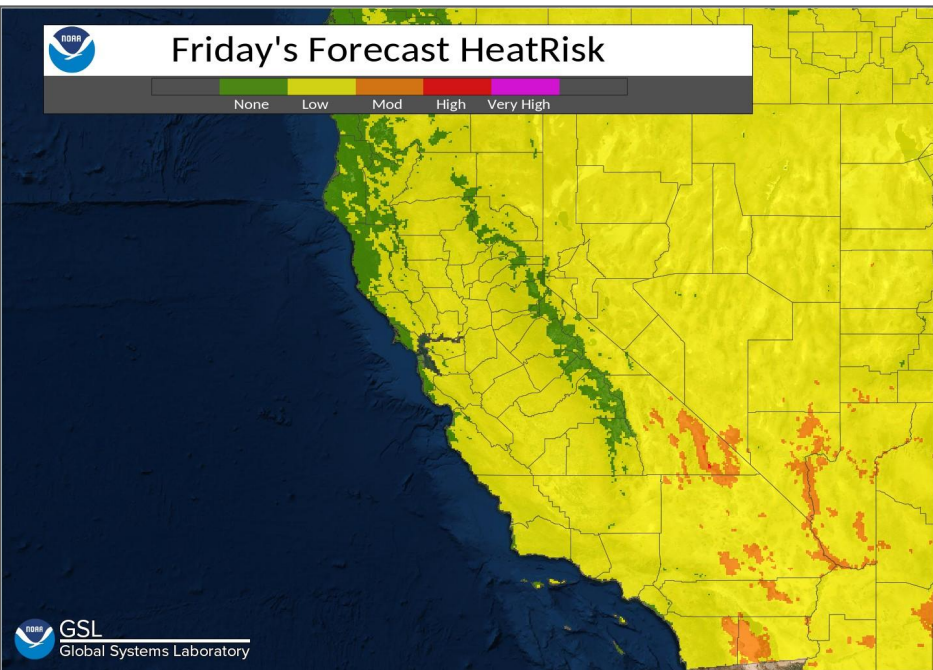 NOAA
Friday's Forecast HeatRisk
None Low Mod High Very High
NOAA
GSL
Global Systems Laboratory